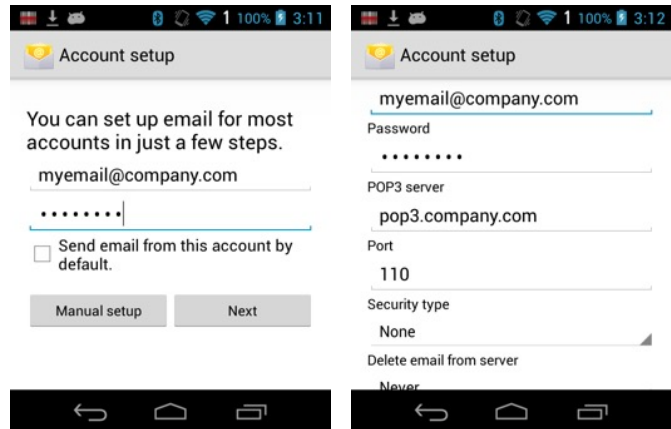 1 100% 3:11
Account setup
You can set up email for most
accounts in just a few steps.
myemail@company.com
••••••••
Send email from this account by
default.
Manual setup
Next
1 100% 3:12
Account setup
myemail@company.com
Password
••••••••
POP3 server
pop3.company.com
Port
110
Security type
None
Delete email from server
Never